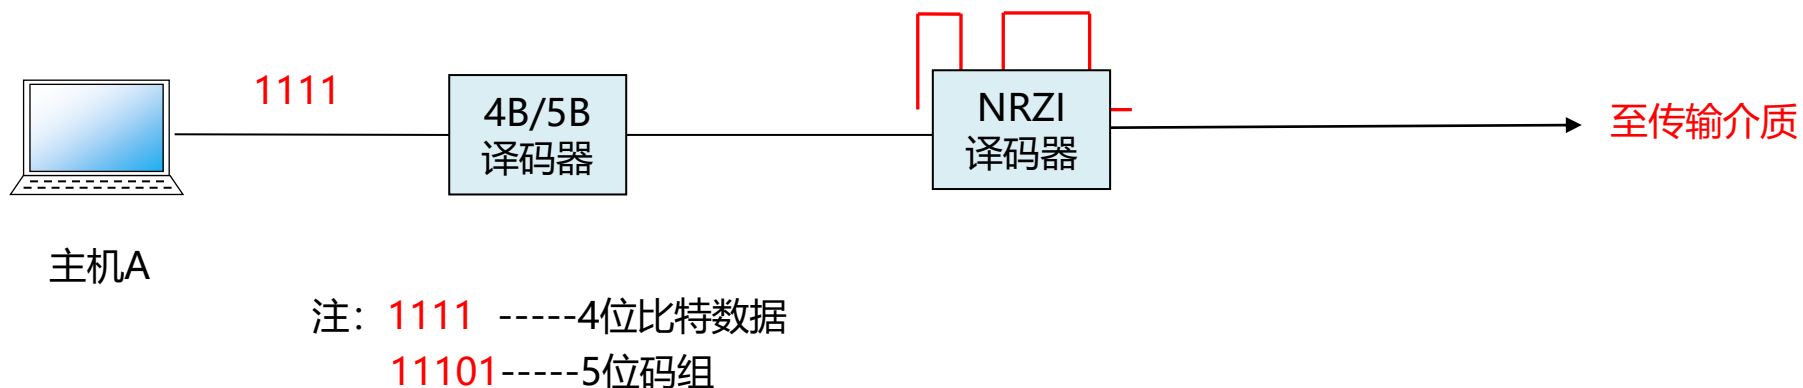 1111
4B/5B
译码器
NRZI
译码器
至传输介质
主机A
注：1111 -----4位比特数据
11101-----5位码组